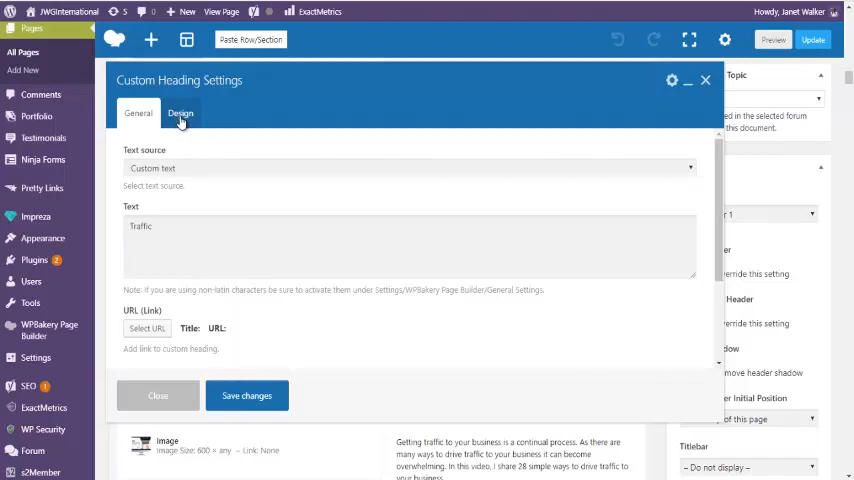 JWGInternational
5
0
New
View Page
ExactMetrics
Howdy, Janet Walker
Pages
All Pages
Add New
Comments
Portfolio
Testimonials
Ninja Forms
Pretty Links
Impreza
Appearance
Plugins 2
Users
Tools
WPBakery Page
Builder
Settings
SEO 1
ExactMetrics
WP Security
Forum
s2Member
Paste Row/Section
Preview
Update
Custom Heading Settings
General
Design
Text source
Custom text
Select text source.
Text
Traffic
Note: If you are using non-latin characters be sure to activate them under Settings/WPBakery Page Builder/General Settings.
URL (Link)
Select URL
Title: URL:
Add link to custom heading.
Close
Save changes
Image
Image Size: 600 × any ~ Link: None
Getting traffic to your business is a continual process. As there are
many ways to drive traffic to your business it can become
overwhelming. In this video, I share 28 simple ways to drive traffic to
your business.
Topic
ed in the selected forum
this document.
r 1
er
verride this setting
Header
verride this setting
adow
move header shadow
er Initial Position
of this page
Titlebar
– Do not display –